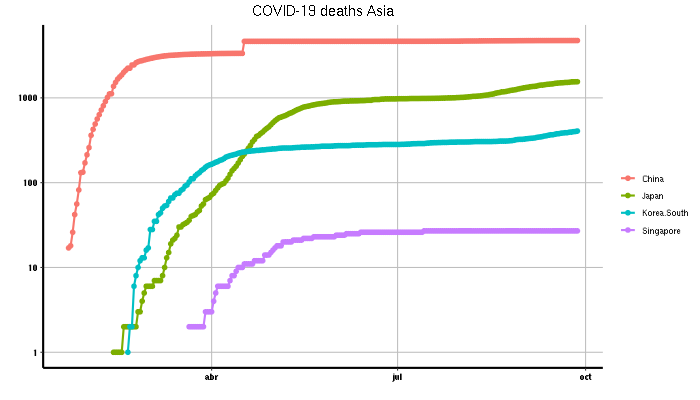 COVID-19 deaths Asia
1000
100
10
1
abr
jul
oct
China
Japan
Korea.South
Singapore